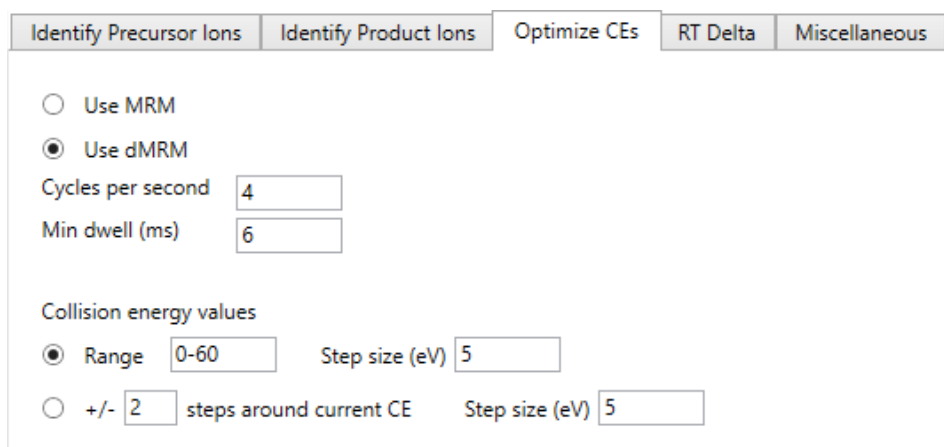 Identify Precursor Ions Identify Product Ions Optimize CEs RT Delta Miscellaneous
Use MRM
Use dMRM
Cycles per second 4
Min dwell (ms) 6
Collision energy values
Range 0-60 Step size (eV) 5
+/- 2 steps around current CE Step size (eV) 5